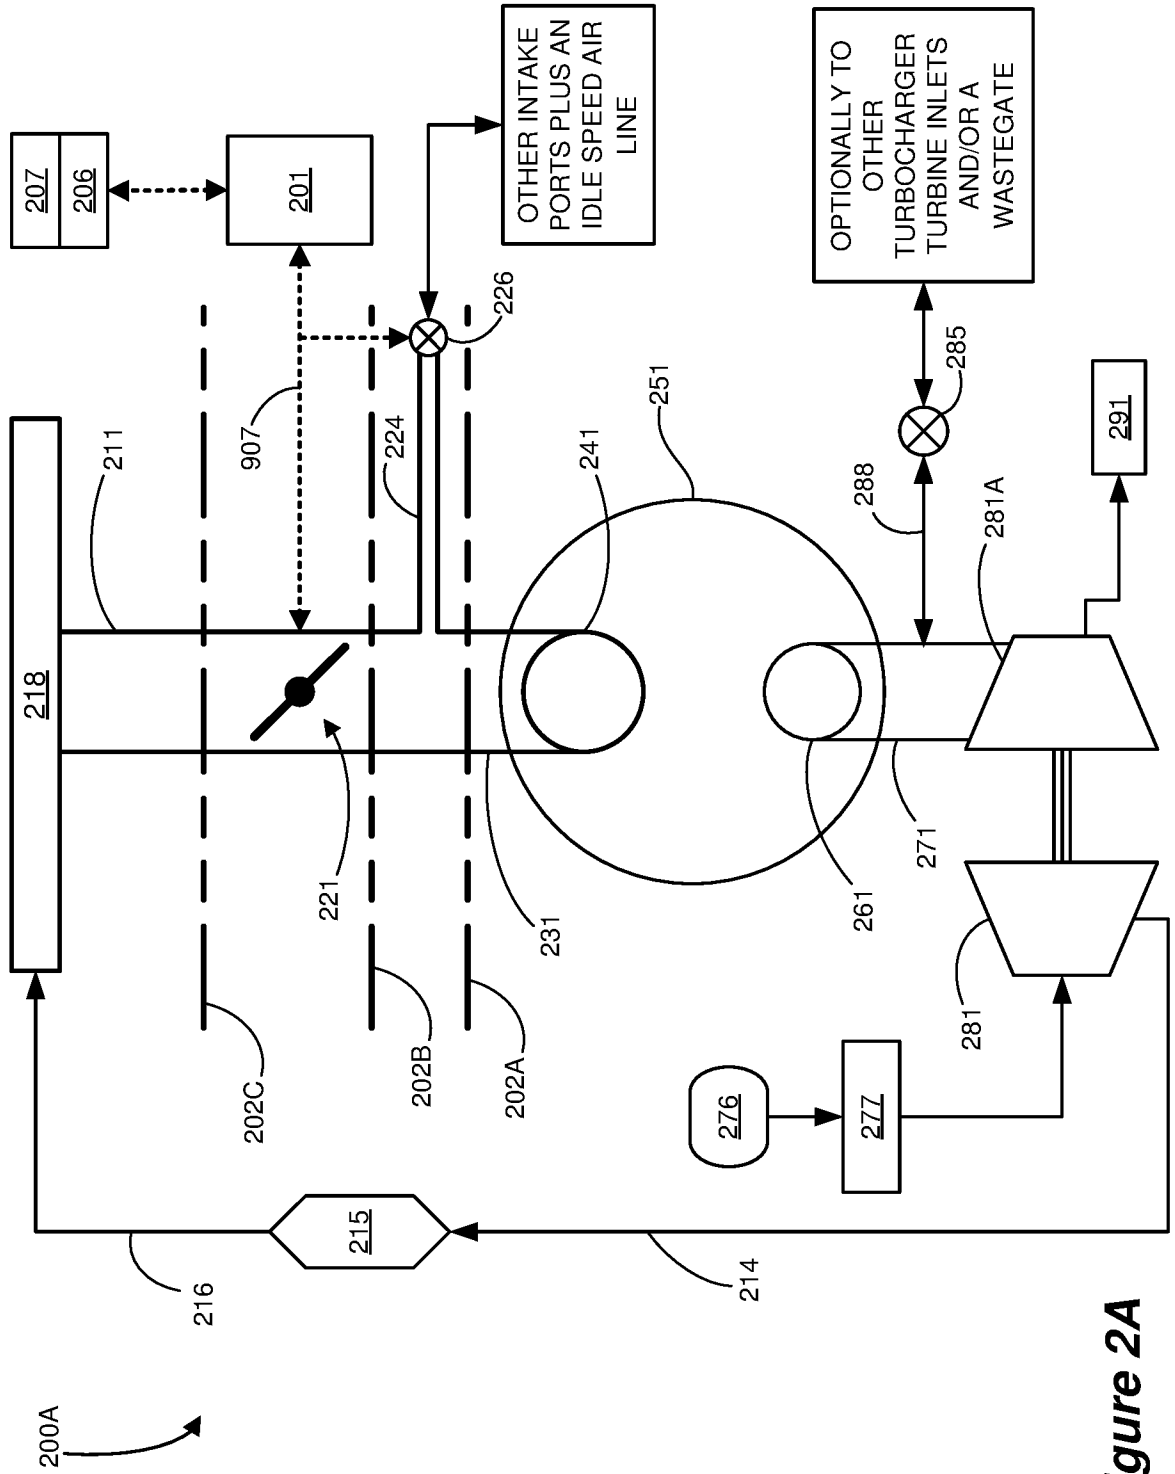 200A
216
218
211
207
206
201
907
202C
221
202B
231
224
226
202A
OTHER INTAKE
PORTS PLUS AN
IDLE SPEED AIR
LINE
215
241
251
214
276
277
261
271
288
285
OPTIONALLY TO
OTHER
TURBOCHARGER
TURBINE INLETS
AND/OR A
WASTEGATE
281
281A
291
gure 2A